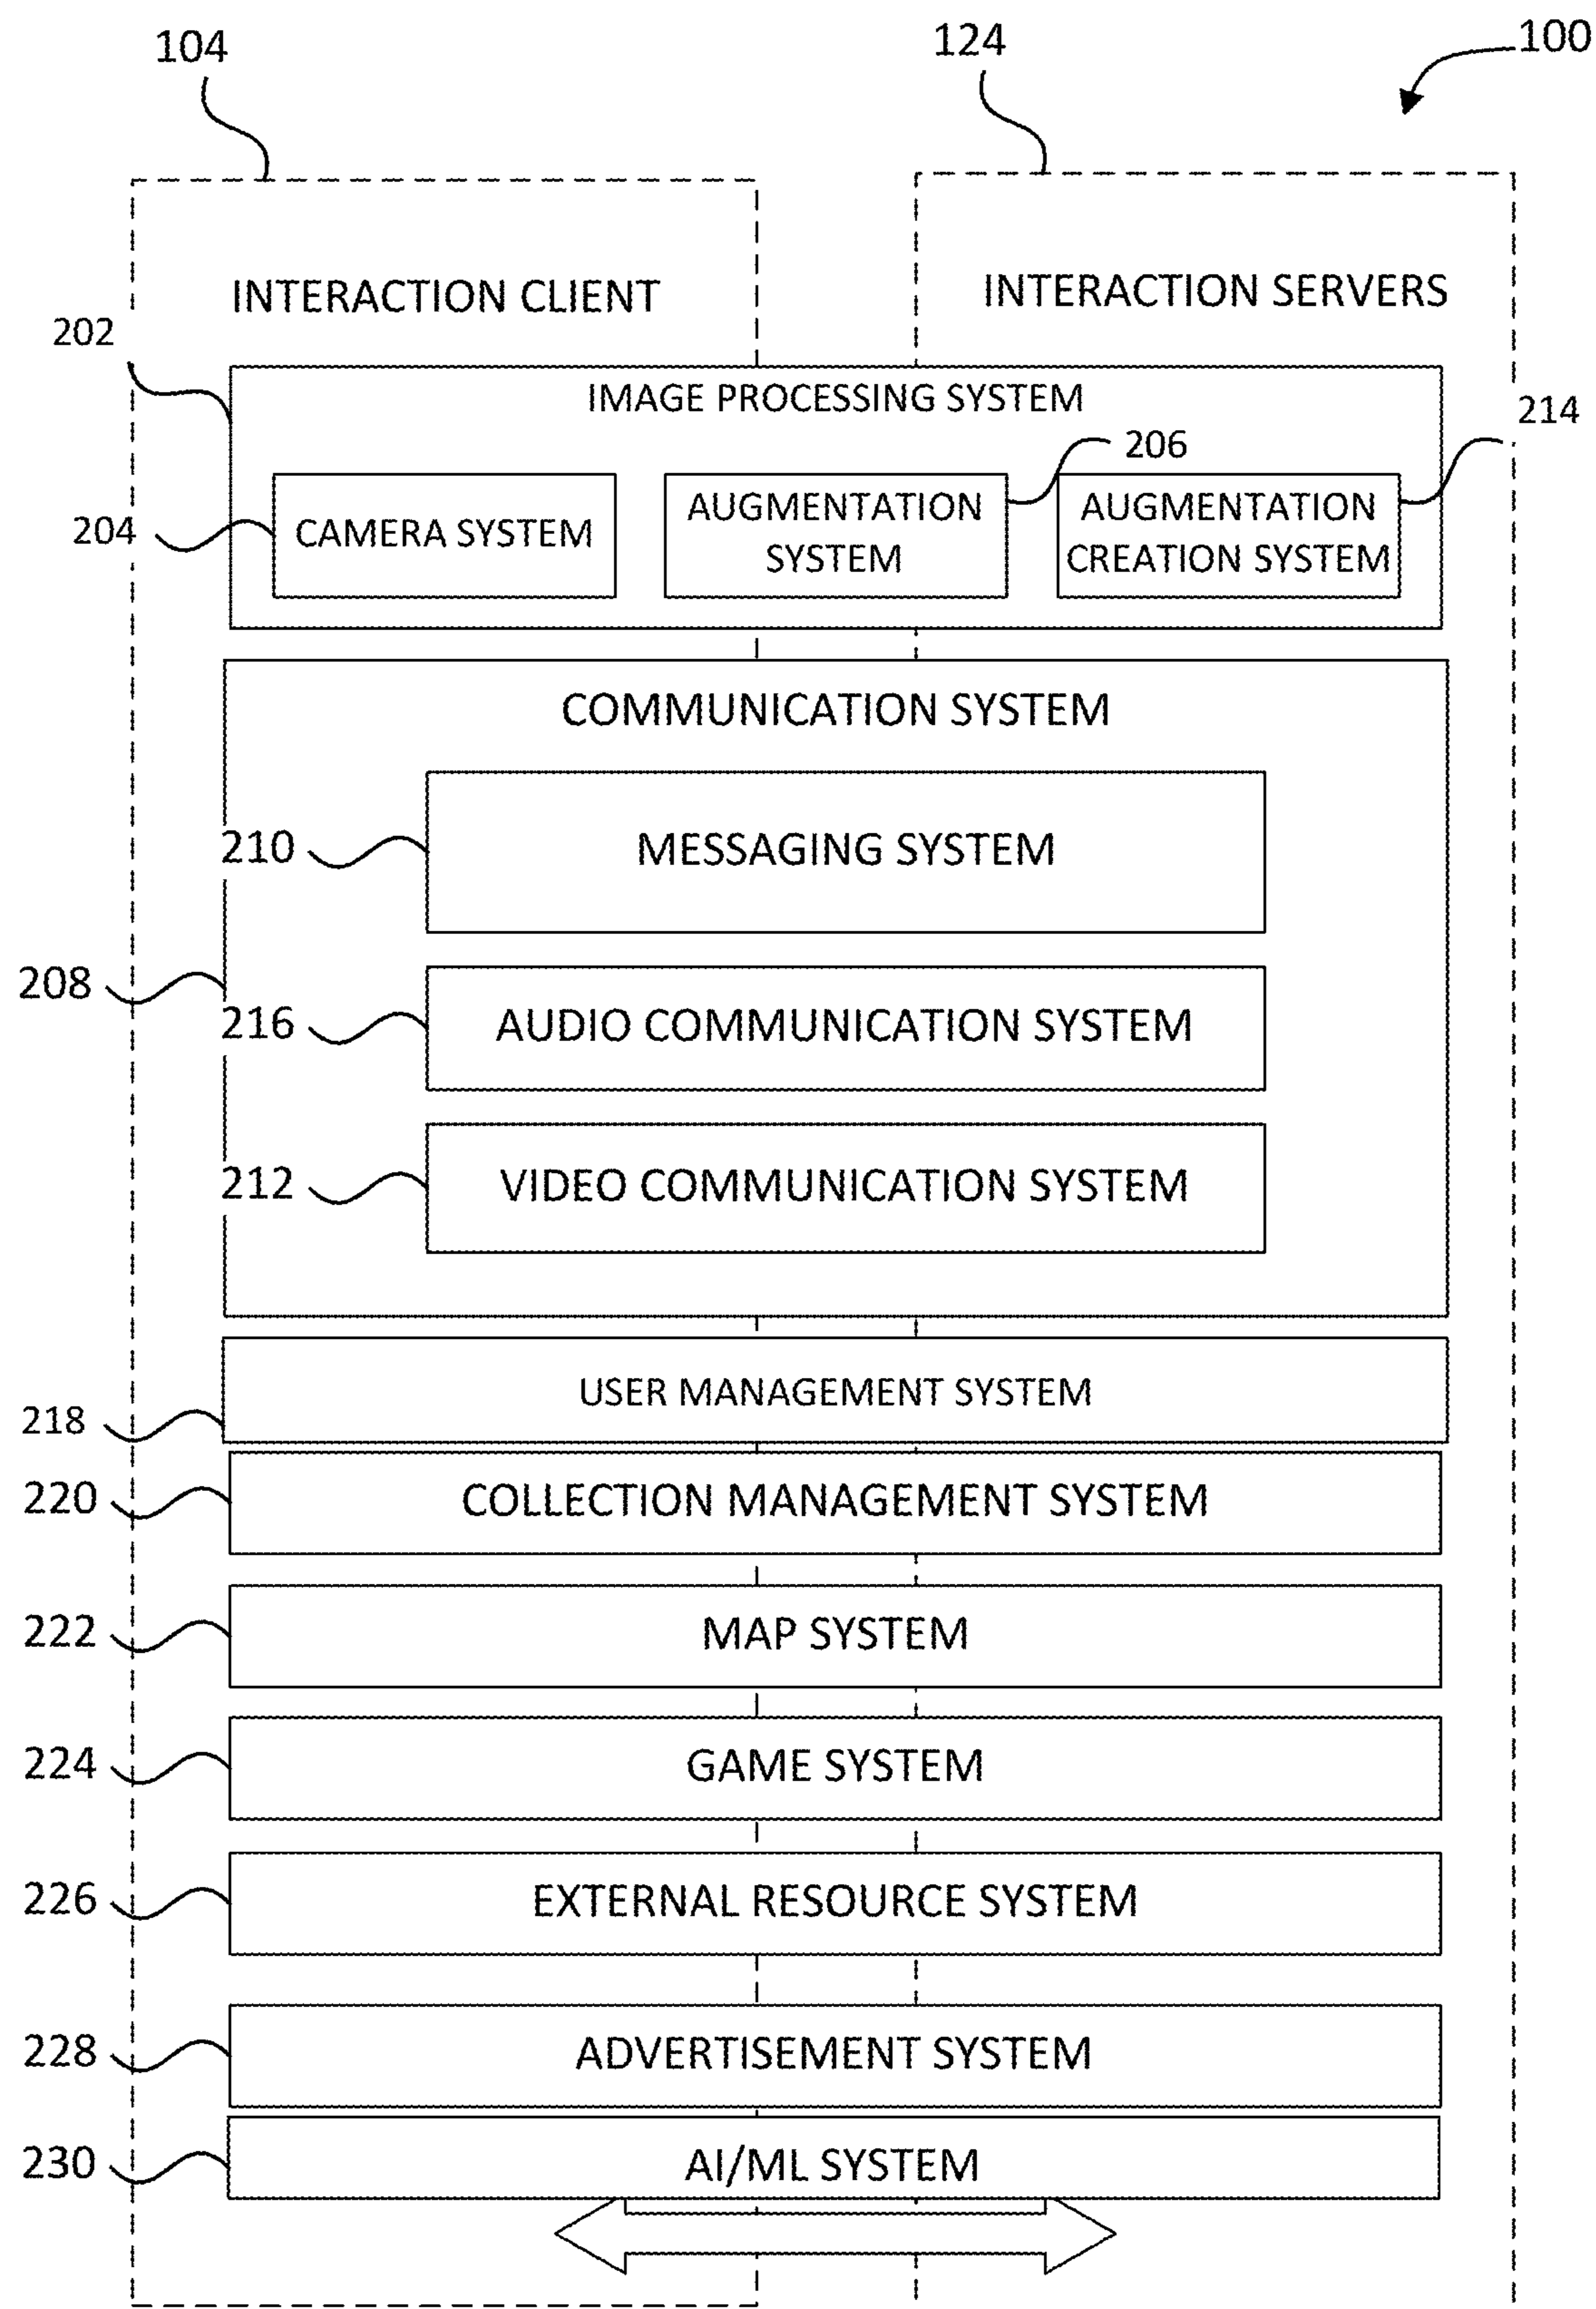 104
124
100
INTERACTION CLIENT
INTERACTION SERVERS
202
IMAGE PROCESSING SYSTEM
214
206
204
CAMERA SYSTEM
AUGMENTATION
SYSTEM
AUGMENTATION
CREATION SYSTEM
COMMUNICATION SYSTEM
210
MESSAGING SYSTEM
208
216
AUDIO COMMUNICATION SYSTEM
212
VIDEO COMMUNICATION SYSTEM
USER MANAGEMENT SYSTEM
218
220
COLLECTION MANAGEMENT SYSTEM
222
MAP SYSTEM
224
GAME SYSTEM
226
EXTERNAL RESOURCE SYSTEM
228
ADVERTISEMENT SYSTEM
230
AI/ML SYSTEM